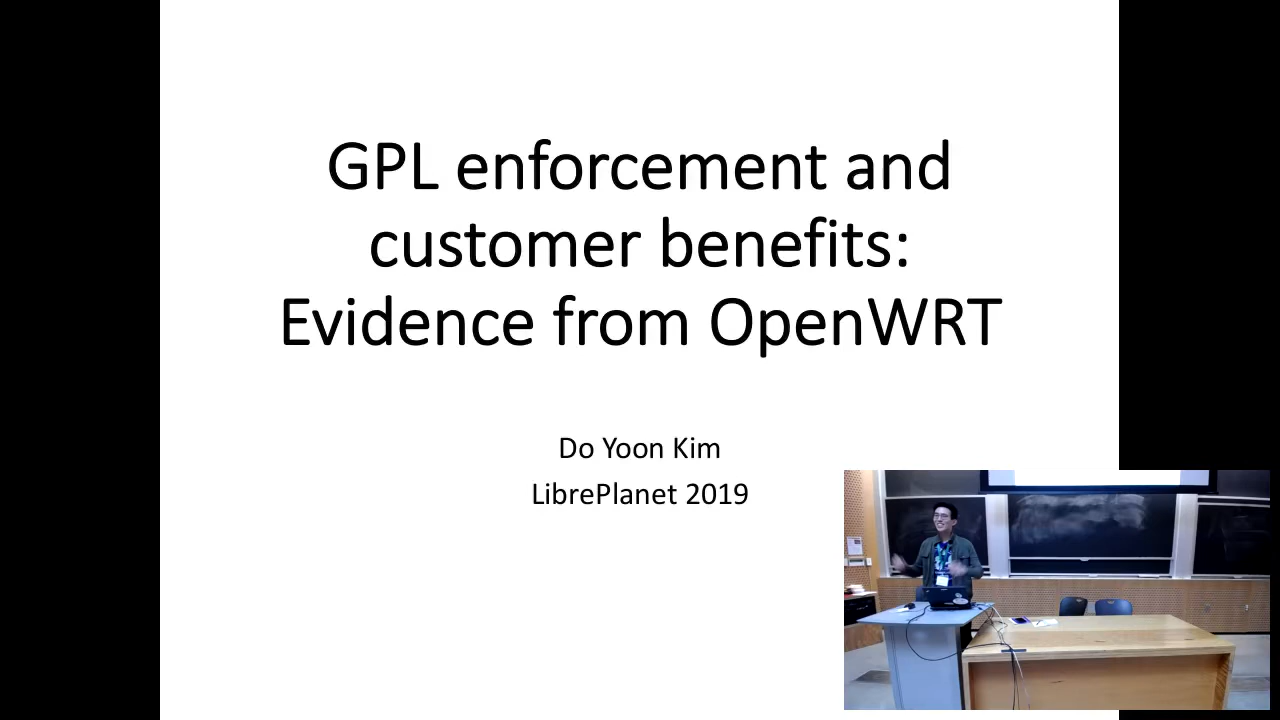 GPL enforcement and
customer benefits:
Evidence from OpenWRT
Do Yoon Kim
LibrePlanet 2019